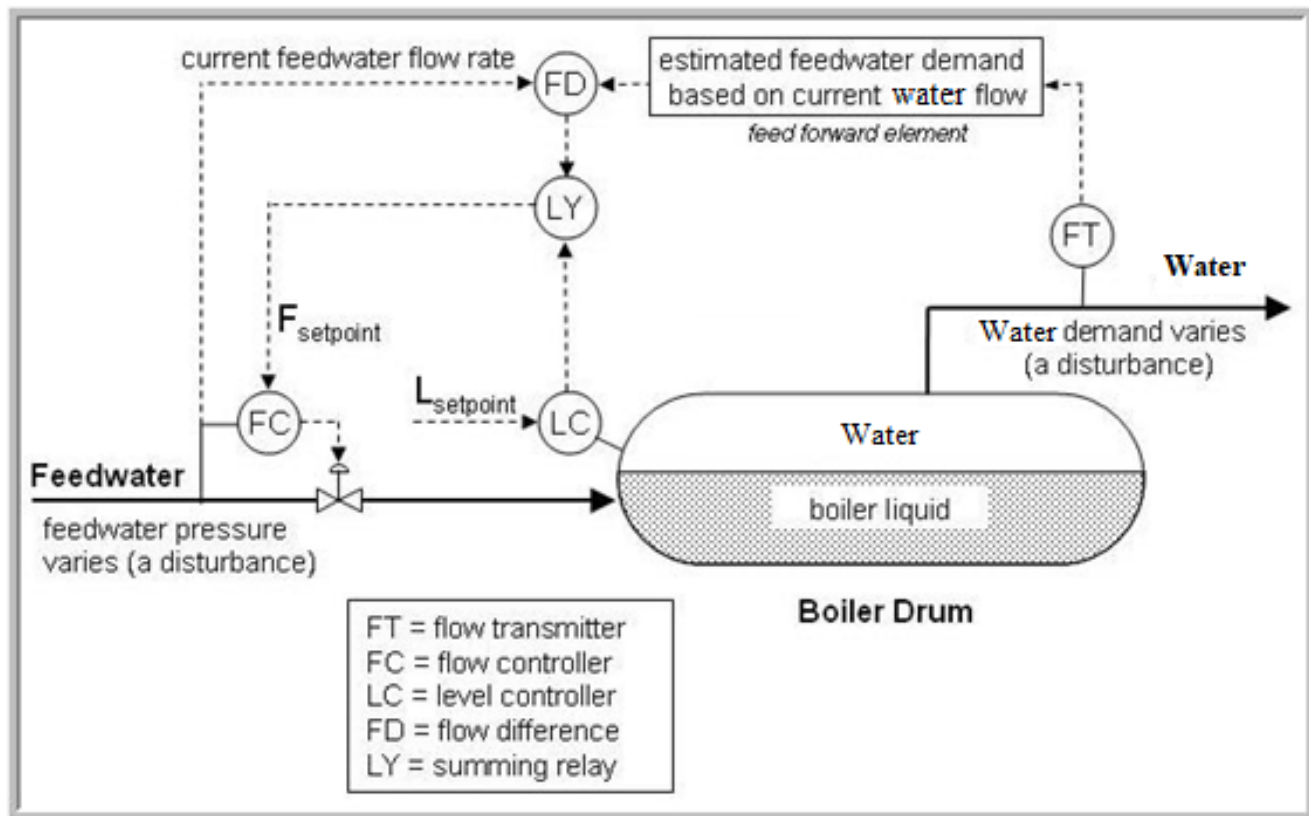 current feedwater flow rate
FD
estimated feedwater demand
based on current water flow
feed forward element
LY
FT
Water
F setpoint
Water demand varies
(a disturbance)
L setpoint
FC
LC
Water
Feedwater
boiler liquid
feedwater pressure
varies (a disturbance)
Boiler Drum
FT = flow transmitter
FC = flow controller
LC = level controller
FD = flow difference
LY = summing relay